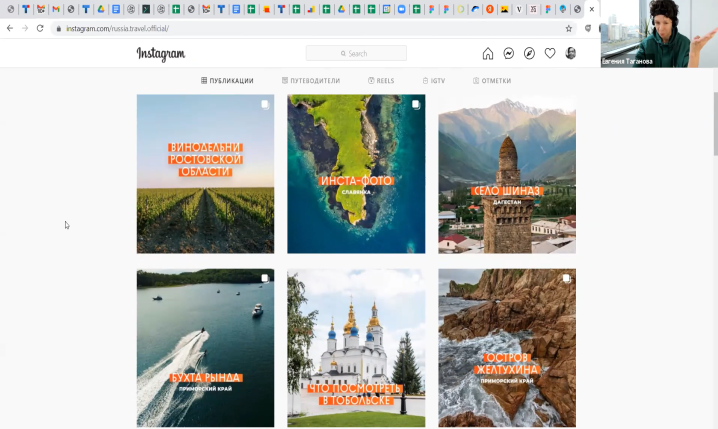 instagram.com/russia.travel.official/
Евгения Таганова
Instagram
Search
ПУБЛИКАЦИИ
ПУТЕВОДИТЕЛИ
REELS
IGTV
ОТМЕТКИ
ВИНОДЕЛЬНИ
РОСТОВСКОЙ
ОБЛАСТИ
ИНСТА-ФОТО
СЛАВЯНКА
СЕЛО ШИНАЗ
ДАГЕСТАН
БУХТА РЫНДА
ПРИМОРСКИЙ КРАЙ
ЧТО ПОСМОТРЕТЬ
В ТОБОЛЬСКЕ
ОСТРОВ
ЖЕЛТУХИНА
ПРИМОРСКИЙ КРАЙ